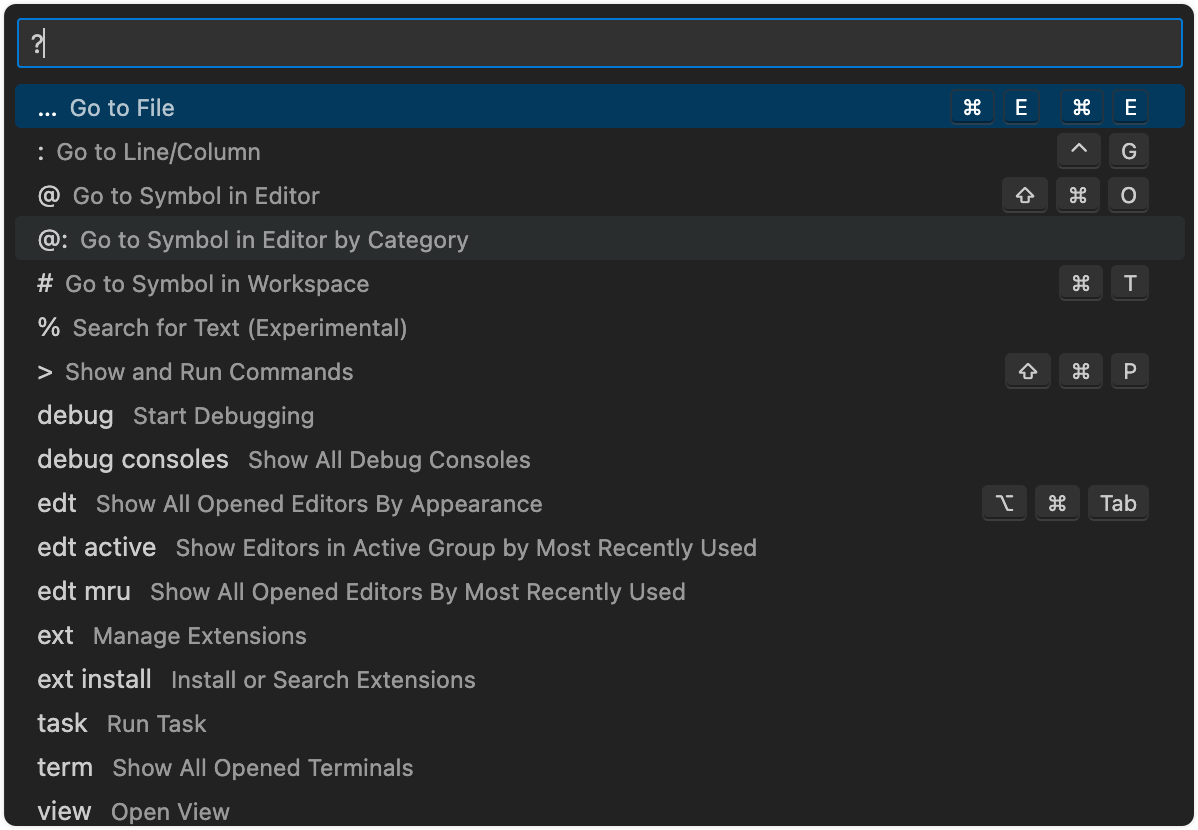 ?
... Go to File ⌘ E ⌘ E
: Go to Line/Column ^ G
@ Go to Symbol in Editor ⇧ ⌘ O
@: Go to Symbol in Editor by Category
# Go to Symbol in Workspace ⌘ T
% Search for Text (Experimental)
> Show and Run Commands ⇧ ⌘ P
debug Start Debugging
debug consoles Show All Debug Consoles
edt Show All Opened Editors By Appearance ⌥ ⌘ Tab
edt active Show Editors in Active Group by Most Recently Used
edt mru Show All Opened Editors By Most Recently Used
ext Manage Extensions
ext install Install or Search Extensions
task Run Task
term Show All Opened Terminals
view Open View